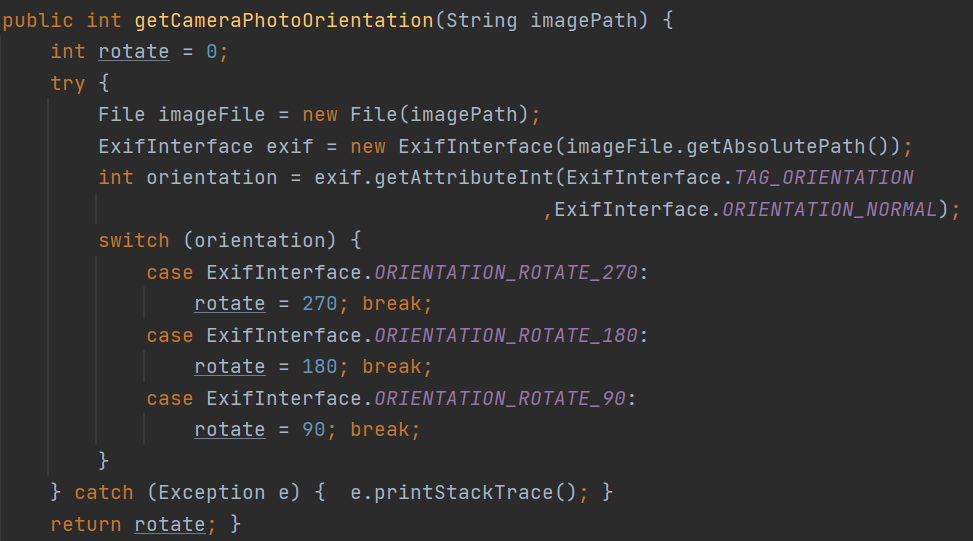 public int getCameraPhotoOrientation(String imagePath) {
    int rotate = 0;
    try {
        File imageFile = new File(imagePath);
        ExifInterface exif = new ExifInterface(imageFile.getAbsolutePath());
        int orientation = exif.getAttributeInt(ExifInterface.TAG_ORIENTATION
                                             ,ExifInterface.ORIENTATION_NORMAL);
        switch (orientation) {
            case ExifInterface.ORIENTATION_ROTATE_270:
                rotate = 270; break;
            case ExifInterface.ORIENTATION_ROTATE_180:
                rotate = 180; break;
            case ExifInterface.ORIENTATION_ROTATE_90:
                rotate = 90; break;
        }
    } catch (Exception e) {  e.printStackTrace(); }
    return rotate; }